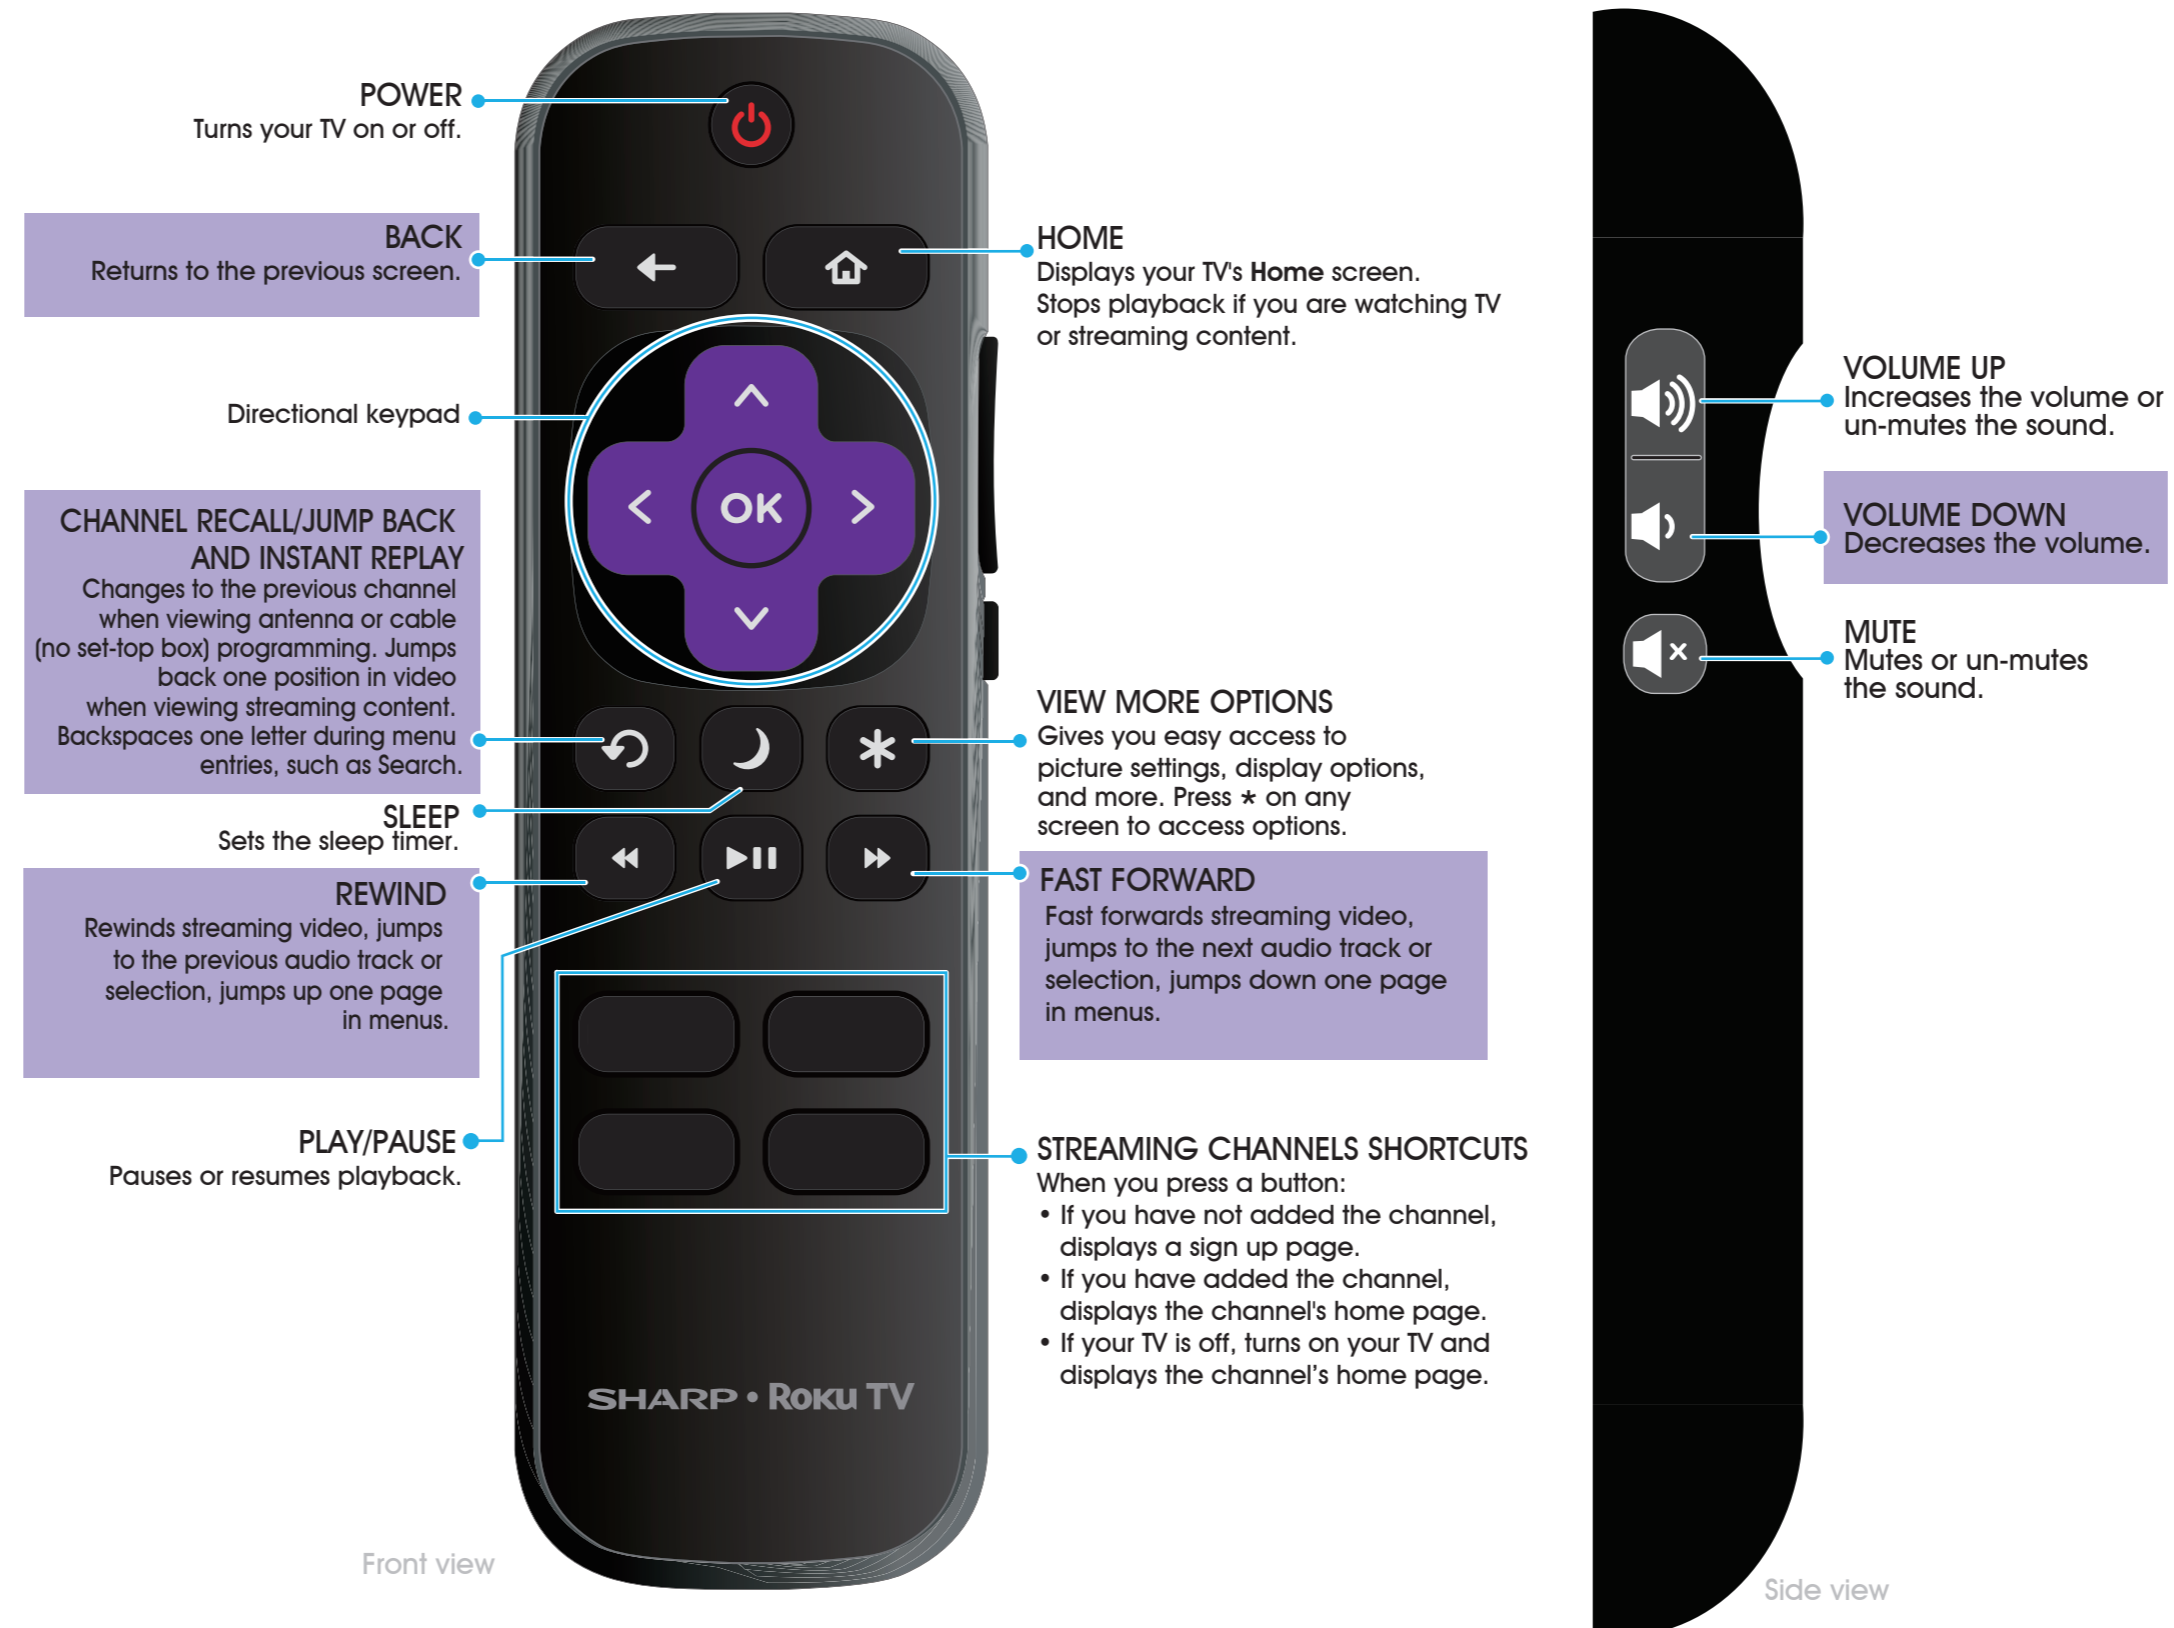 POWER
Turns your TV on or off.
BACK
Returns to the previous screen.
HOME
Displays your TV's Home screen.
Stops playback if you are watching TV
or streaming content.
Directional keypad
OK
CHANNEL RECALL/JUMP BACK
AND INSTANT REPLAY
Changes to the previous channel
when viewing antenna or cable
(no set-top box) programming. Jumps
back one position in video
when viewing streaming content.
Backspaces one letter during menu
entries, such as Search.
VIEW MORE OPTIONS
Gives you easy access to
picture settings, display options,
and more. Press * on any
screen to access options.
SLEEP
Sets the sleep timer.
REWIND
Rewinds streaming video, jumps
to the previous audio track or
selection, jumps up one page
in menus.
FAST FORWARD
Fast forwards streaming video,
jumps to the next audio track or
selection, jumps down one page
in menus.
PLAY/PAUSE
Pauses or resumes playback.
STREAMING CHANNELS SHORTCUTS
When you press a button:
• If you have not added the channel,
displays a sign up page.
• If you have added the channel,
displays the channel's home page.
• If your TV is off, turns on your TV and
displays the channel’s home page.
SHARP • ROKU TV
Front view
VOLUME UP
Increases the volume or
un-mutes the sound.
VOLUME DOWN
Decreases the volume.
MUTE
Mutes or un-mutes
the sound.
Side view